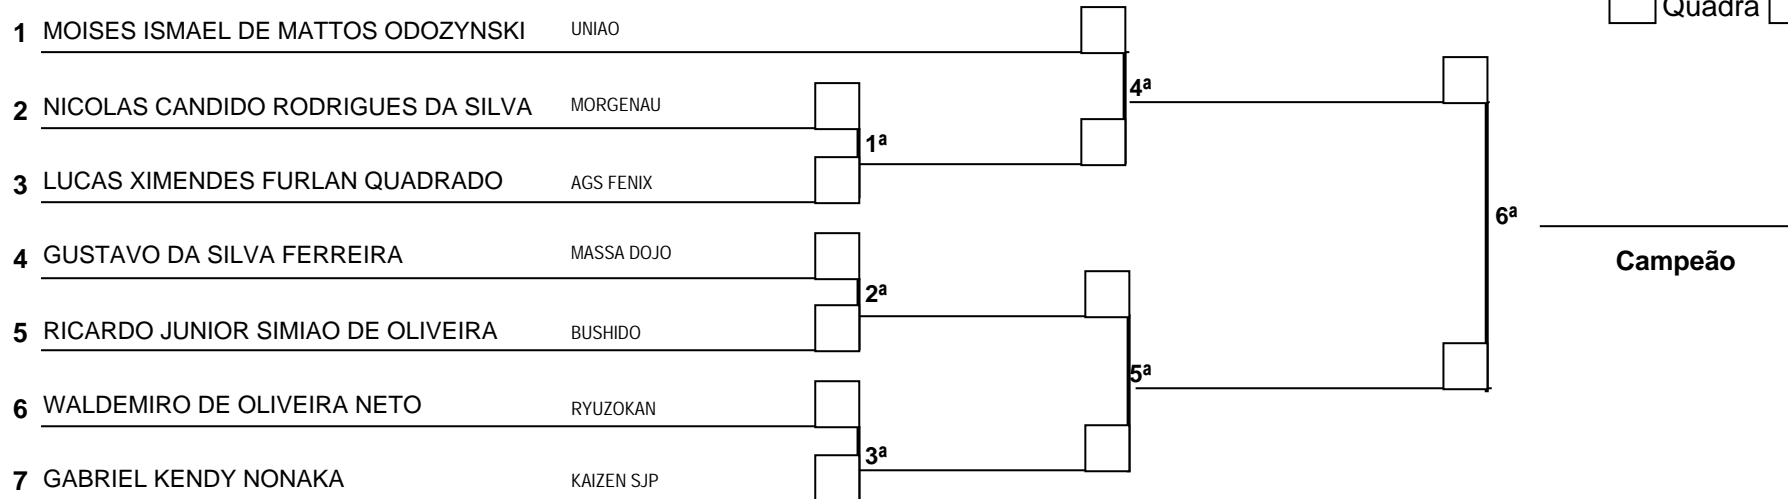 Quadra
1 MOISES ISMAEL DE MATTOS ODOZYNSKI UNIAO
4ª
2 NICOLAS CANDIDO RODRIGUES DA SILVA MORGENAU
1ª
3 LUCAS XIMENDES FURLAN QUADRADO AGS FENIX
6ª
4 GUSTAVO DA SILVA FERREIRA MASSA DOJO
Campeão
2ª
5 RICARDO JUNIOR SIMIAO DE OLIVEIRA BUSHIDO
5ª
6 WALDEMIRO DE OLIVEIRA NETO RYUZOKAN
3ª
7 GABRIEL KENDY NONAKA KAIZEN SJP